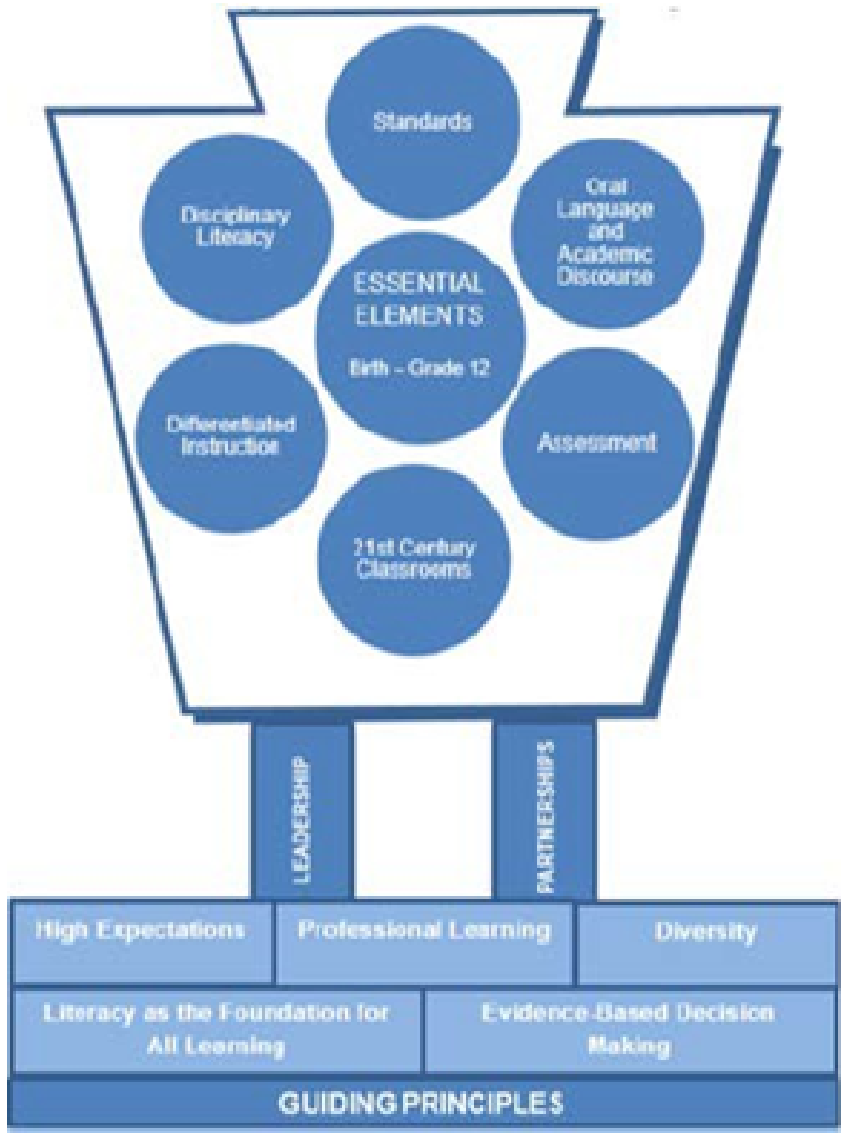 Standards
Disciplinary
Literacy
Oral
Language
and
Academic
Discourse
ESSENTIAL
ELEMENTS
Birth – Grade 12
Differentiated
Instruction
Assessment
21st Century
Classrooms
LEADERSHIP
PARTNERSHIPS
High Expectations
Professional Learning
Diversity
Literacy as the Foundation for
All Learning
Evidence-Based Decision
Making
GUIDING PRINCIPLES